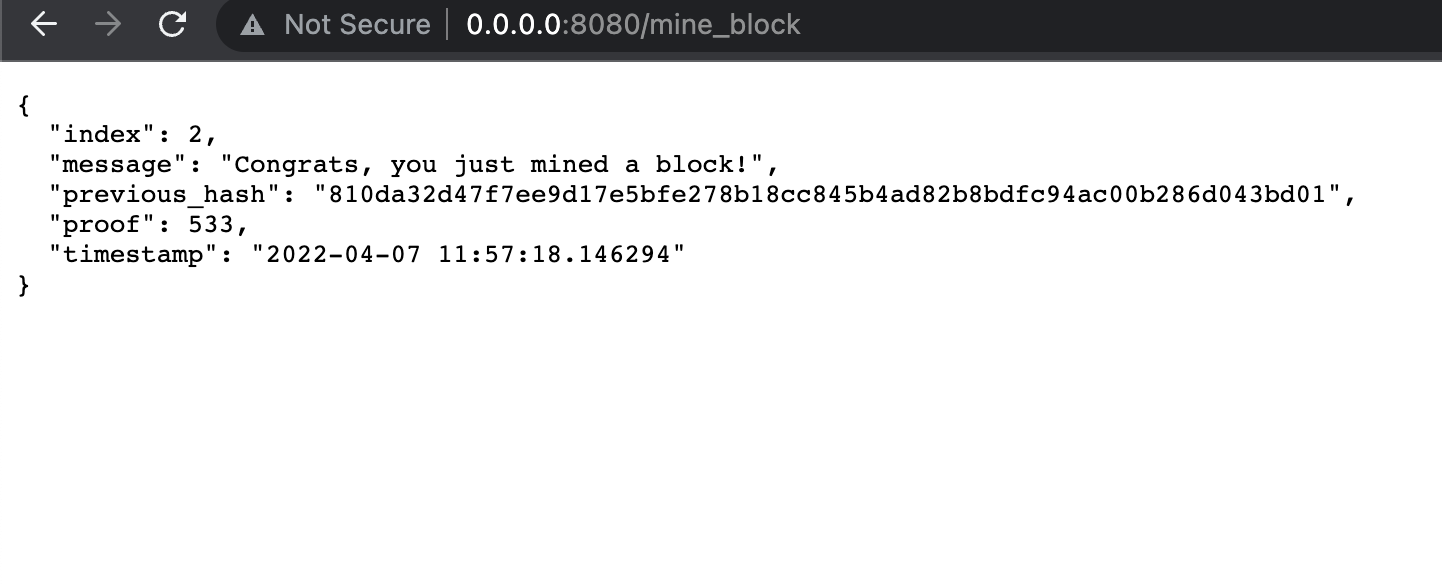 Not Secure | 0.0.0.0:8080/mine_block
{
  "index": 2,
  "message": "Congrats, you just mined a block!",
  "previous_hash": "810da32d47f7ee9d17e5bfe278b18cc845b4ad82b8bdfc94ac00b286d043bd01",
  "proof": 533,
  "timestamp": "2022-04-07 11:57:18.146294"
}